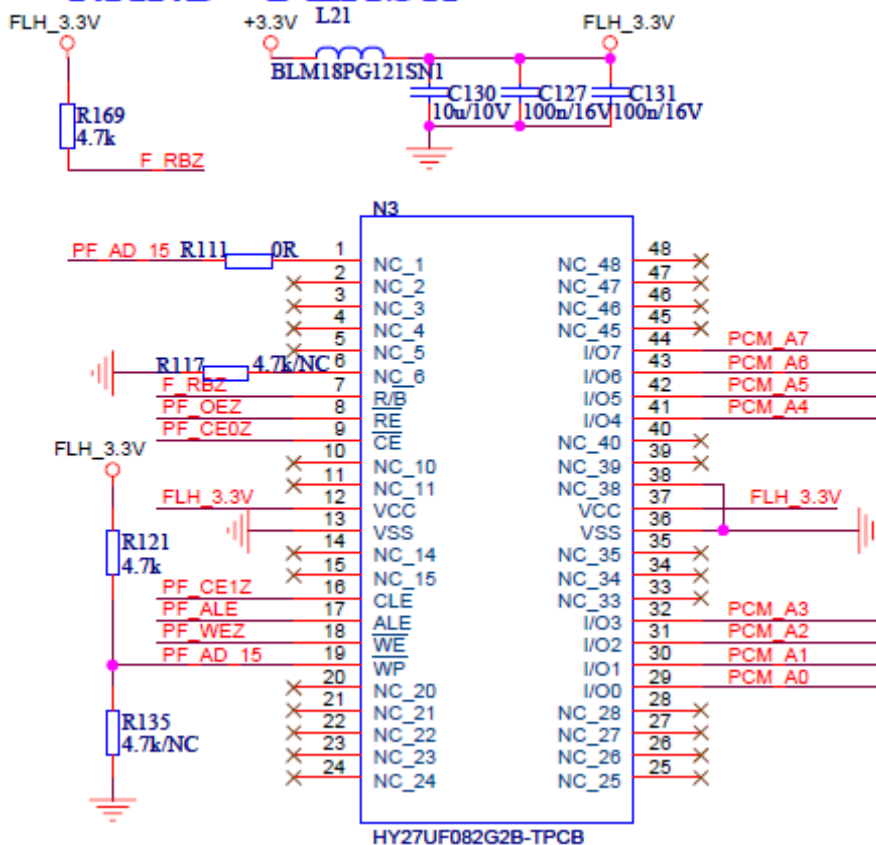 L21
FLH_3.3V
+3.3V
FLH_3.3V
BLM18PG121SN1
R169
4.7k
C130
10u/10V
C127
100n/16V
C131
100n/16V
F_RBZ
N3
PF_AD_15 R111 0R 1 NC_1
2 NC_2
3 NC_3
4 NC_4
5 NC_5
R117 4.7k/NC 6 NC_6
F_RBZ 7 R/B
PF_OEZ 8 RE
PF_CE0Z 9 CE
FLH_3.3V
10 NC_10
11 NC_11
FLH_3.3V 12 VCC
13 VSS
R121
4.7k
14 NC_14
15 NC_15
PF_CE1Z 16 CLE
PF_ALE 17 ALE
PF_WEZ 18 WE
PF_AD_15 19 WP
20 NC_20
21 NC_21
R135
4.7k/NC
22 NC_22
23 NC_23
24 NC_24
NC_48 48
NC_47 47
NC_46 46
NC_45 45
I/O7 44 PCM_A7
I/O6 43 PCM_A6
I/O5 42 PCM_A5
I/O4 41 PCM_A4
NC_40 40
NC_39 39
NC_38 38
VCC 37 FLH_3.3V
VSS 36
NC_35 35
NC_34 34
NC_33 33
I/O3 32 PCM_A3
I/O2 31 PCM_A2
I/O1 30 PCM_A1
I/O0 29 PCM_A0
NC_28 28
NC_27 27
NC_26 26
NC_25 25
HY27UF082G2B-TPCB